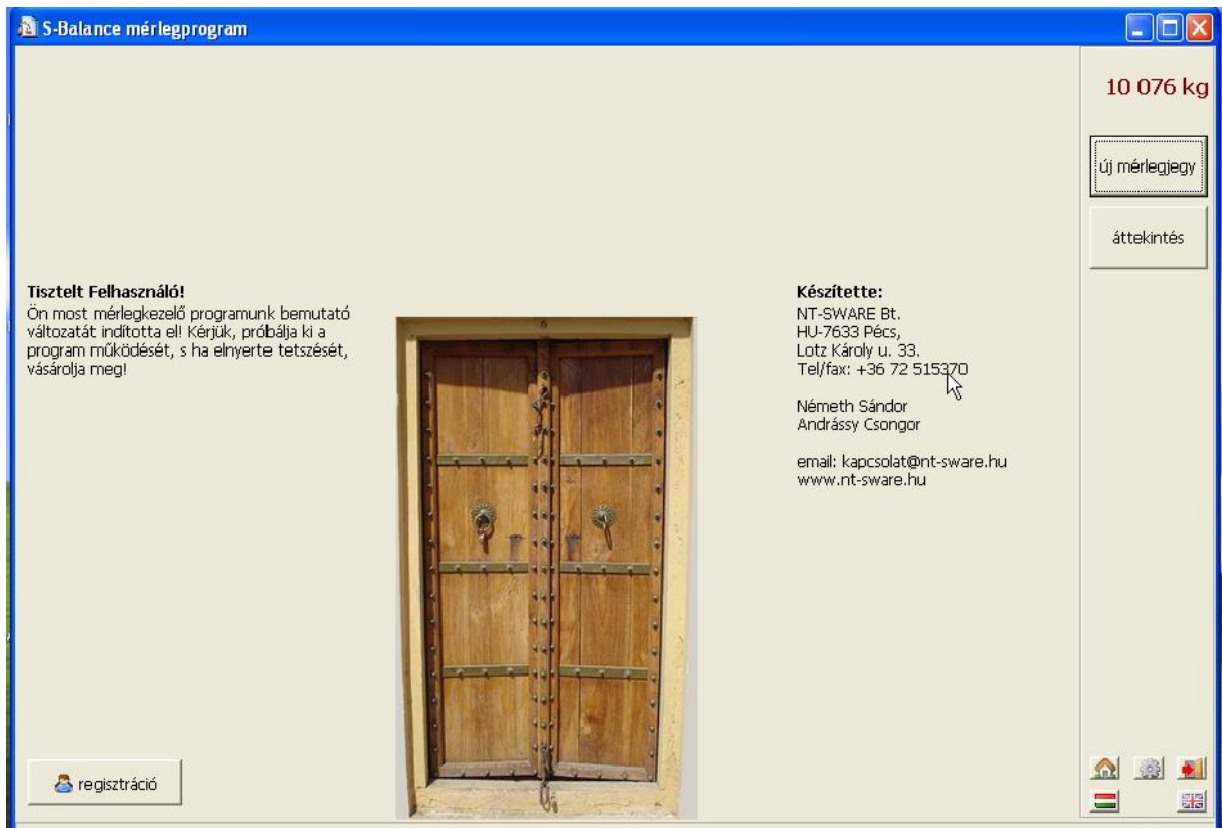 S-Balance mérlegprogram
10 076 kg
új mérlegjegy
áttekintés
Tisztelt Felhasználó!
Ön most mérlegkezelő programunk bemutató
változatát indította el! Kérjük, próbálja ki a
program működését, s ha elnyerte tetszését,
vásárolja meg!
Készítette:
NT-SWARE Bt.
HU-7633 Pécs,
Lotz Károly u. 33.
Tel/fax: +36 72 515370
Németh Sándor
Andrássy Csongor
email: kapcsolat@nt-sware.hu
www.nt-sware.hu
regisztráció